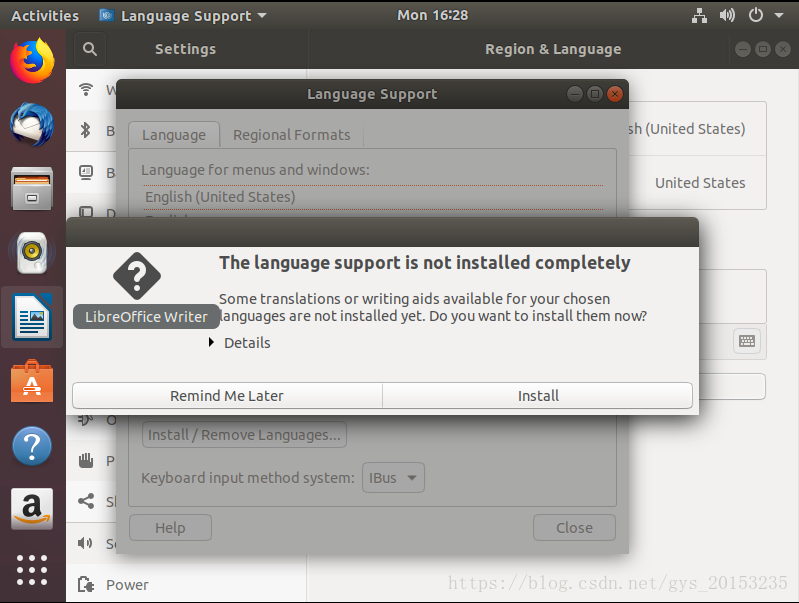 Activities
Language Support
Mon 16:28
Settings
Region & Language
Language Support
Language
Regional Formats
sh (United States)
Language for menus and windows:
United States
English (United States)
The language support is not installed completely
Some translations or writing aids available for your chosen
languages are not installed yet. Do you want to install them now?
LibreOffice Writer
Details
Remind Me Later
Install
Install / Remove Languages...
Keyboard input method system:
IBus
Help
Close
Power
https://blog.csdn.net/gys_20153235